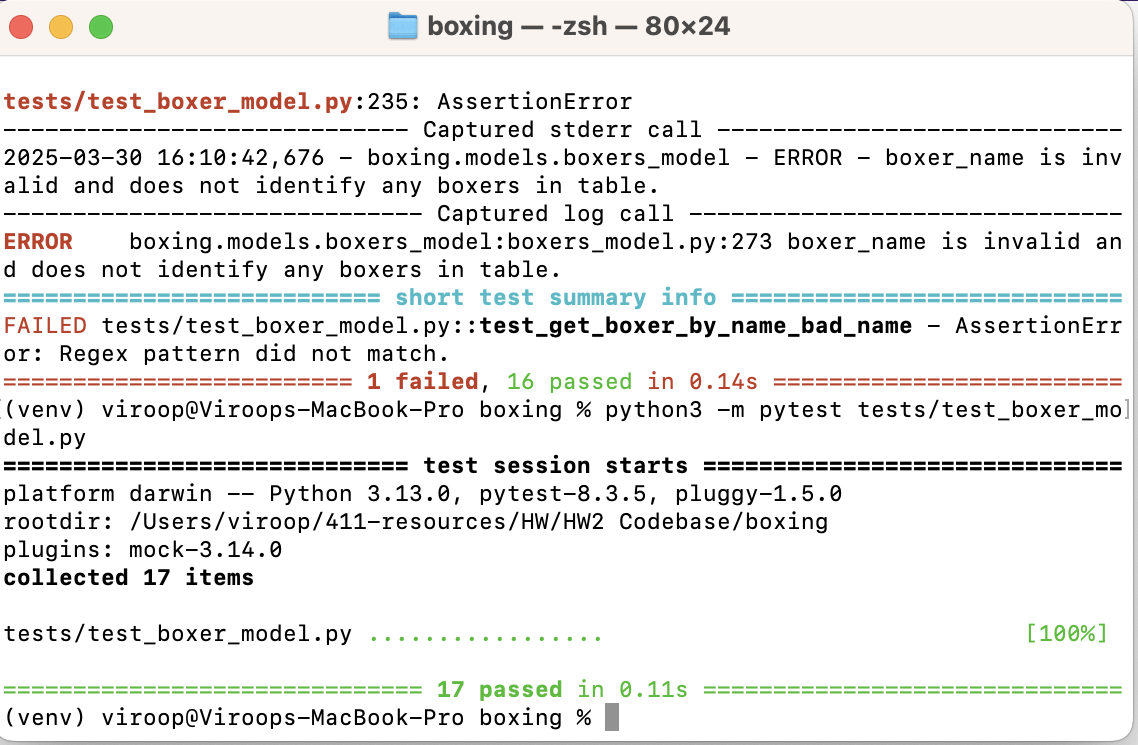 boxing — -zsh — 80×24
tests/test_boxer_model.py:235: AssertionError
----------------------------- Captured stderr call -----------------------------
2025-03-30 16:10:42,676 - boxing.models.boxers_model - ERROR - boxer_name is inv
alid and does not identify any boxers in table.
------------------------------ Captured log call -------------------------------
ERROR    boxing.models.boxers_model:boxers_model.py:273 boxer_name is invalid an
d does not identify any boxers in table.
=========================== short test summary info ============================
FAILED tests/test_boxer_model.py::test_get_boxer_by_name_bad_name - AssertionErr
or: Regex pattern did not match.
========================= 1 failed, 16 passed in 0.14s =========================
(venv) viroop@Viroops-MacBook-Pro boxing % python3 -m pytest tests/test_boxer_mo
del.py
============================= test session starts ==============================
platform darwin -- Python 3.13.0, pytest-8.3.5, pluggy-1.5.0
rootdir: /Users/viroop/411-resources/HW/HW2 Codebase/boxing
plugins: mock-3.14.0
collected 17 items
tests/test_boxer_model.py .................                              [100%]
============================== 17 passed in 0.11s ==============================
(venv) viroop@Viroops-MacBook-Pro boxing %